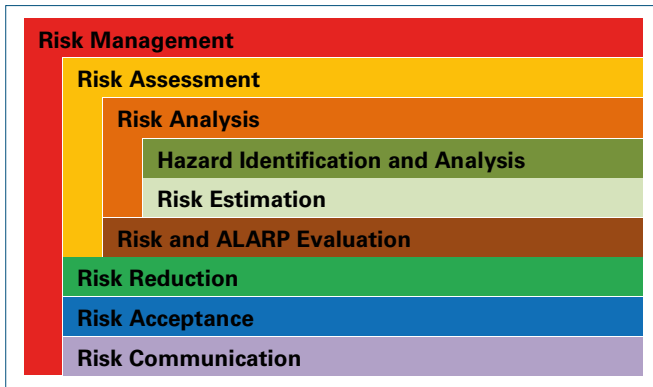 Risk Management
Risk Assessment
Risk Analysis
Hazard Identification and Analysis
Risk Estimation
Risk and ALARP Evaluation
Risk Reduction
Risk Acceptance
Risk Communication